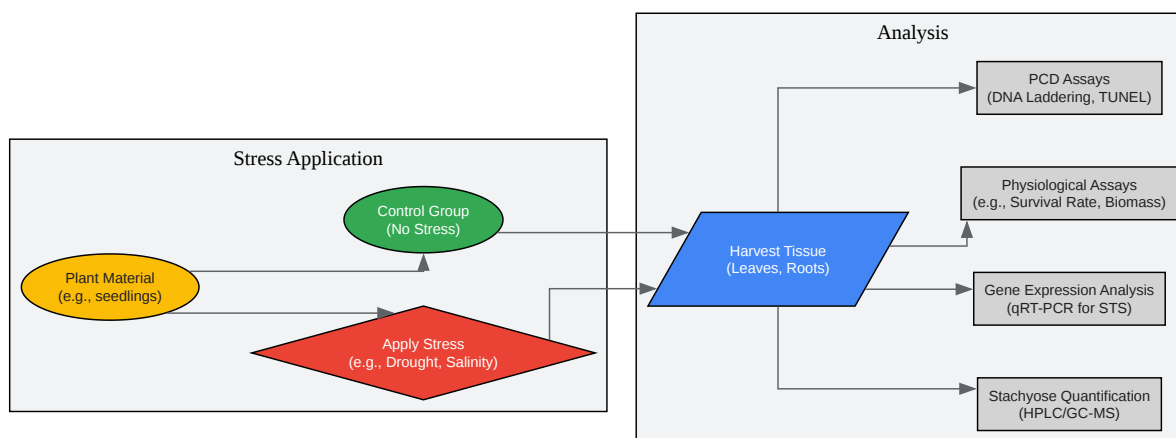 Stress Application
Plant Material
(e.g., seedlings)
Control Group
(No Stress)
Apply Stress
(e.g., Drought, Salinity)
Analysis
Harvest Tissue
(Leaves, Roots)
PCD Assays
(DNA Laddering, TUNEL)
Physiological Assays
(e.g., Survival Rate, Biomass)
Gene Expression Analysis
(qRT-PCR for STS)
Stachyose Quantification
(HPLC/GC-MS)